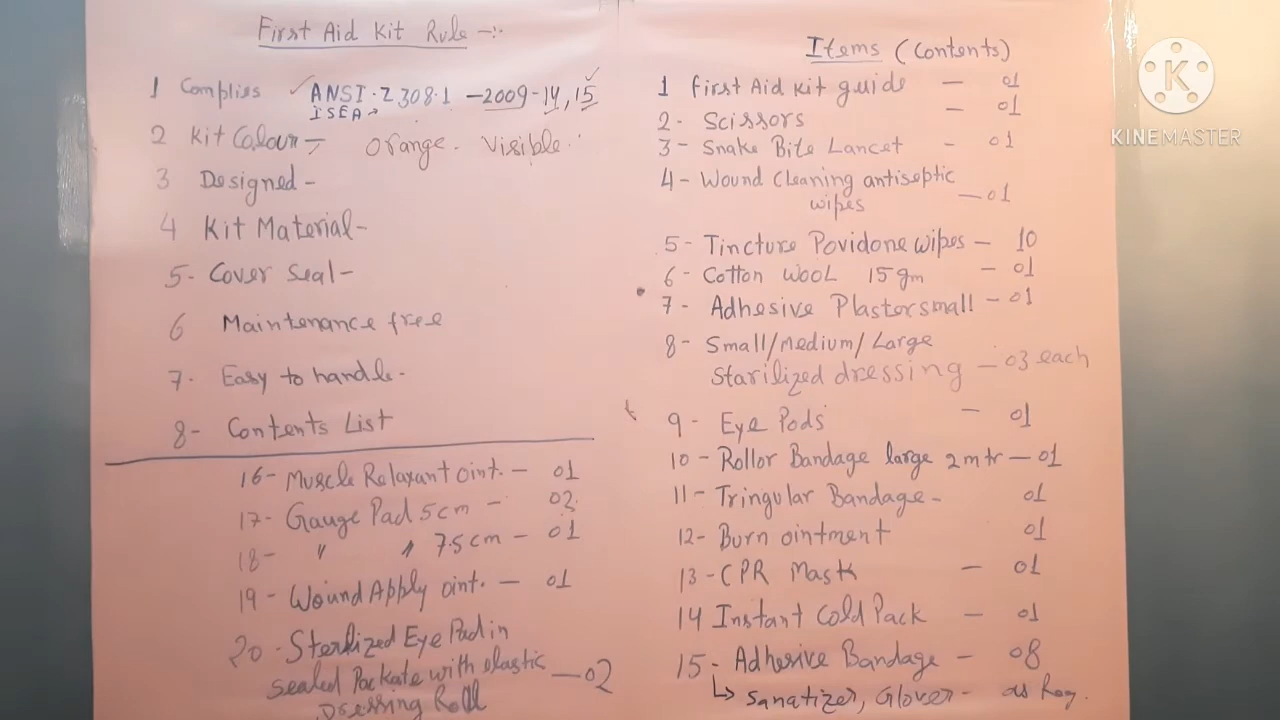 First Aid Kit Rule -:-
1 Complies ✓ ANSI.Z.308.1 - 2009-14, 15 ✓
ISEA →
2 Kit Colour - Orange. Visible.
3 Designed -
4 Kit Material -
5- Cover Seal -
6 Maintenance free
7. Easy to handle -
8- Contents List
16- Muscle Relaxant oint. - 01
17- Gauge Pad 5cm - 02
18- " " 7.5cm - 01
19- Wound Apply oint. - 01
20. Sterlized Eye Pad in
sealed Packate with elastic - 02
Dressing Roll
Items (Contents)
1 first Aid Kit guide - 01
2- Scissors - 01
3- Snake Bite Lancet - 01
4- Wound Cleaning antiseptic
wipes - 01
5- Tincture Povidone wipes - 10
6- Cotton Wool 15gm - 01
7- Adhesive Plastor small - 01
8- Small/Medium/Large
Starilized dressing - 03 each
9- Eye Pods - 01
10- Rollor Bandage large 2mtr - 01
11- Tringular Bandage - 01
12- Burn ointment 01
13- CPR Mask - 01
14 Instant Cold Pack - 01
15- Adhesive Bandage - 08
↳ Sanatizer, Glover - as Req.
K
KINEMASTER